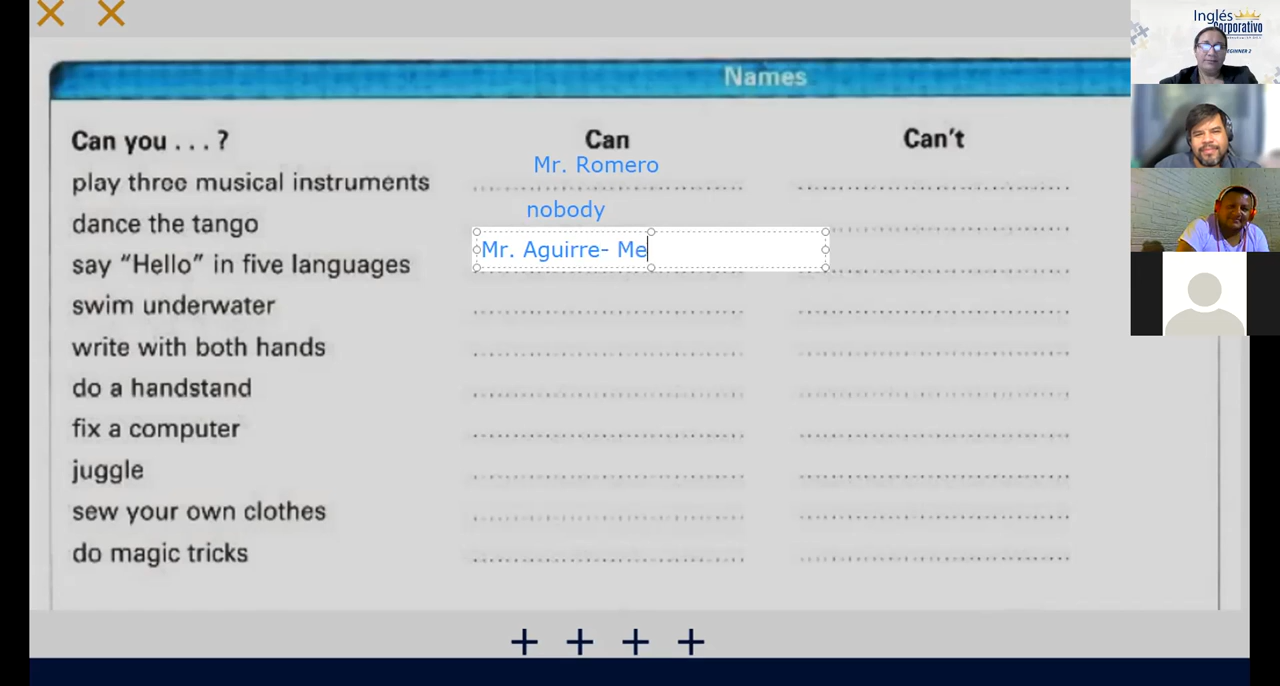 Names
Can you . . . ?
Can
Can't
play three musical instruments
Mr. Romero
dance the tango
nobody
say "Hello" in five languages
Mr. Aguirre- Me
swim underwater
write with both hands
do a handstand
fix a computer
juggle
sew your own clothes
do magic tricks
Inglés
Corporativo